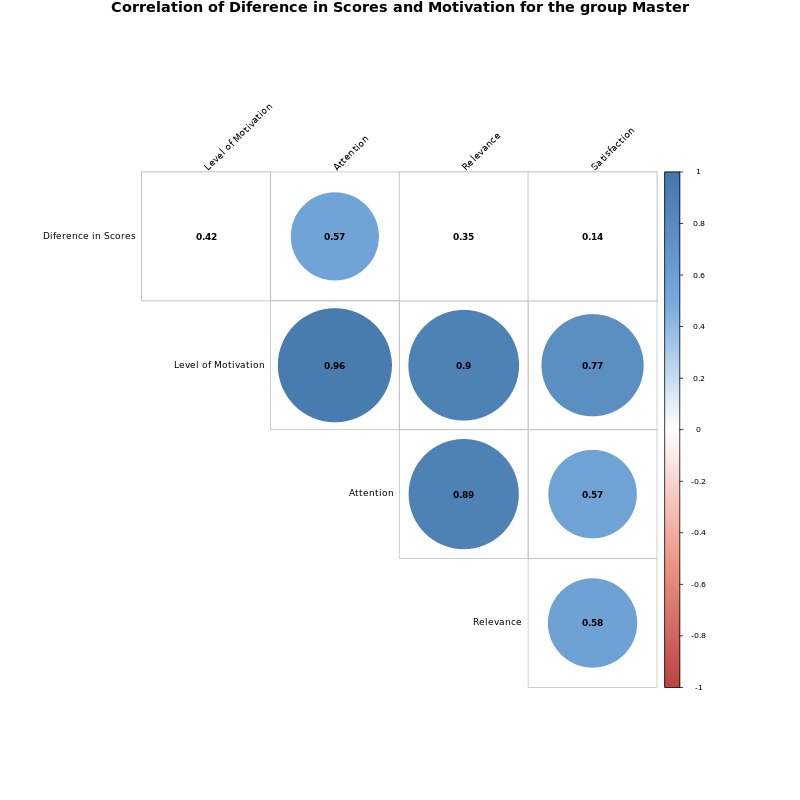 Correlation of Diference in Scores and Motivation for the group Master
Level of Motivation
Attention
Relevance
Satisfaction
Diference in Scores
0.42
0.57
0.35
0.14
Level of Motivation
0.96
0.9
0.77
Attention
0.89
0.57
Relevance
0.58
1
0.8
0.6
0.4
0.2
0
-0.2
-0.4
-0.6
-0.8
-1